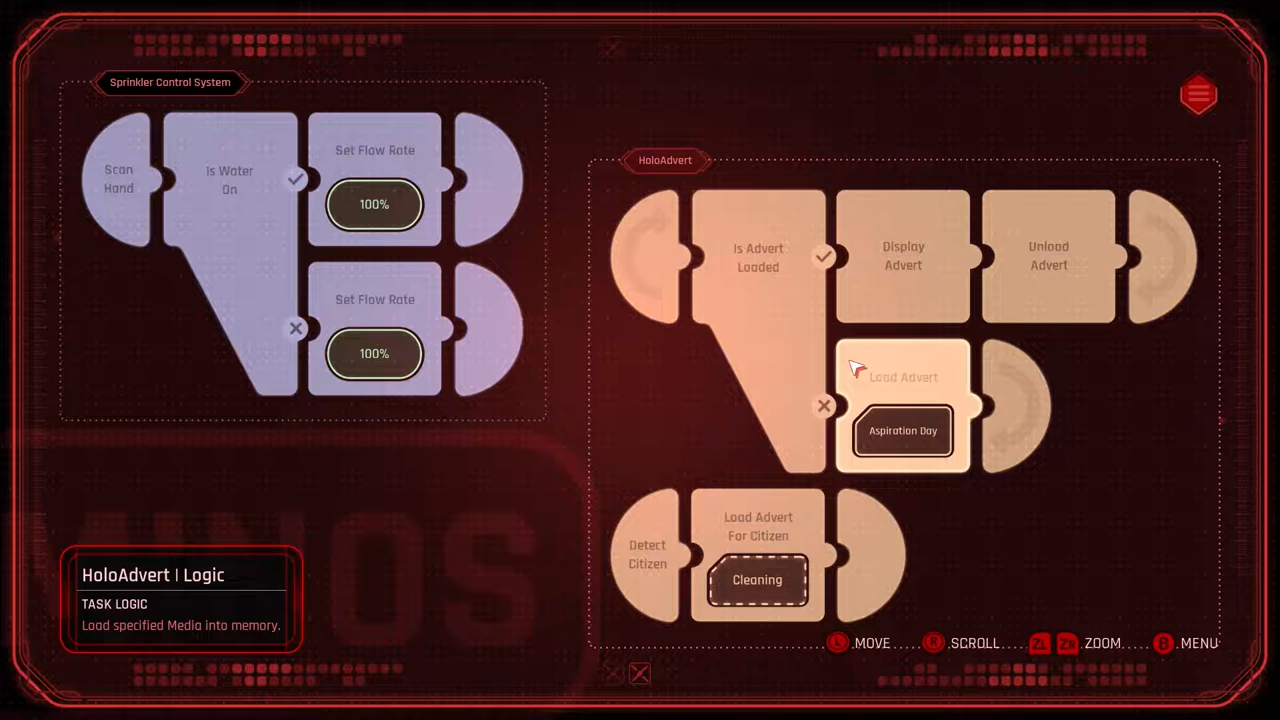 Sprinkler Control System
Scan
Hand
Is Water
On
Set Flow Rate
100%
Set Flow Rate
100%
HoloAdvert
Is Advert
Loaded
Display
Advert
Unload
Advert
Load Advert
Aspiration Day
Detect
Citizen
Load Advert
For Citizen
Cleaning
HoloAdvert | Logic
TASK LOGIC
Load specified Media into memory.
L MOVE
R SCROLL
ZL ZR ZOOM
B MENU